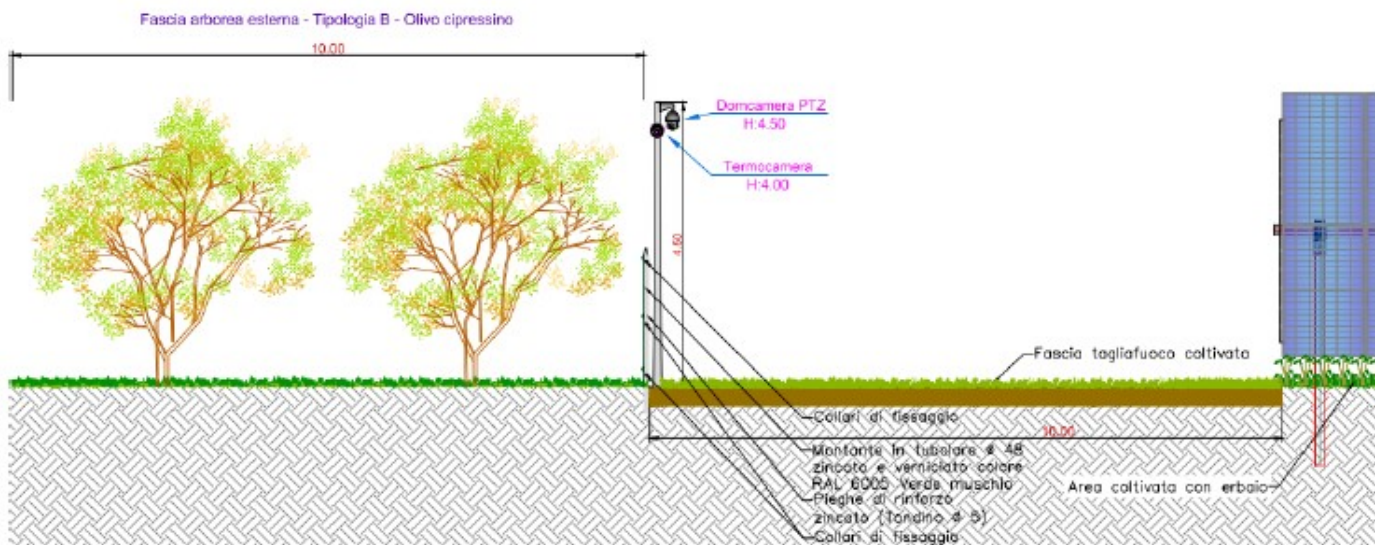 Fascia arborea esterna - Tipologia B - Olivo cipressino
10.00
Domcamera PTZ
H:4.50
Termocamera
H:4.00
4.50
Fascia tagliafuoco coltivata
Collari di fissaggio
10.00
Montante in tubolare ø 48
zincato e verniciato colore
RAL 6005 Verde muschio
Pieghe di rinforzo
zincato (Tondino ø 5)
Collari di fissaggio
Area coltivata con erbaio